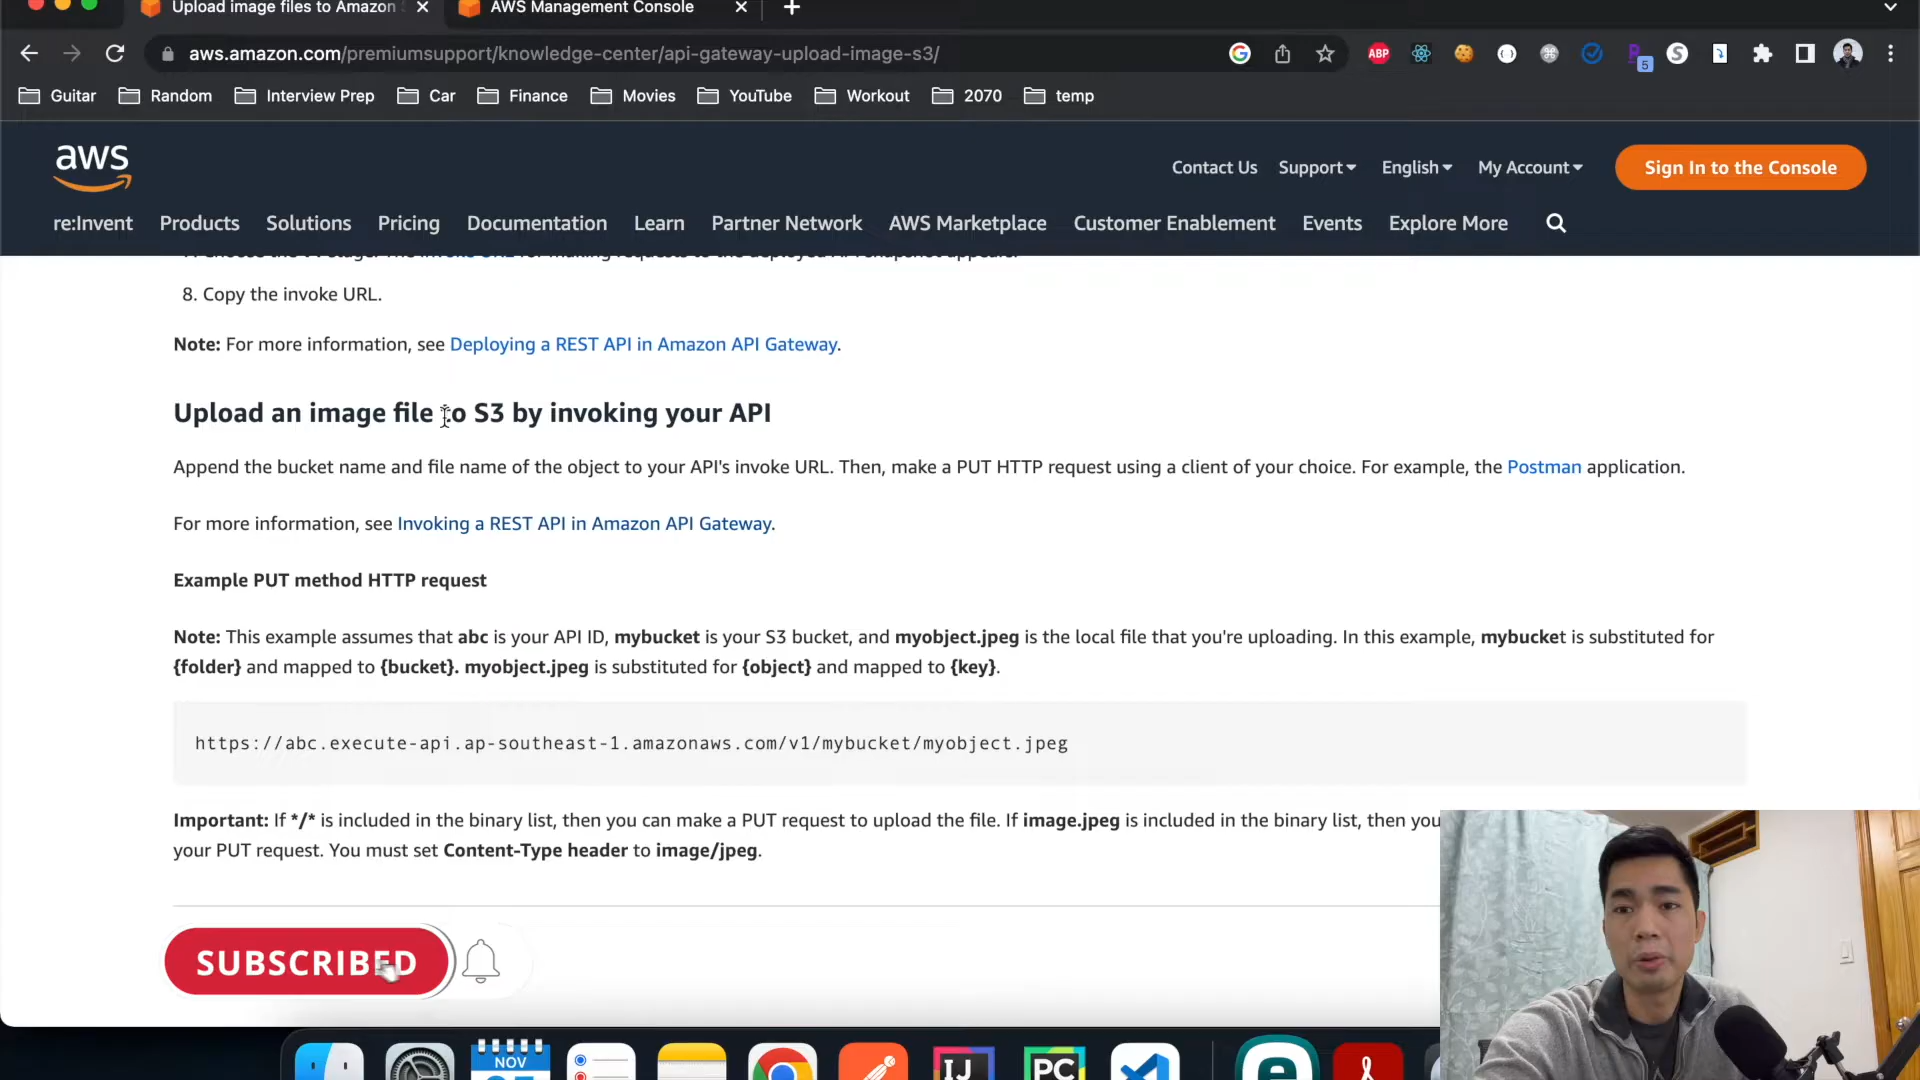 Upload image files to Amazon
AWS Management Console
aws.amazon.com/premiumsupport/knowledge-center/api-gateway-upload-image-s3/
ABP
5
S
Guitar
Random
Interview Prep
Car
Finance
Movies
YouTube
Workout
2070
temp
aws
Contact Us
Support
English
My Account
Sign In to the Console
re:Invent
Products
Solutions
Pricing
Documentation
Learn
Partner Network
AWS Marketplace
Customer Enablement
Events
Explore More
8. Copy the invoke URL.
Note: For more information, see Deploying a REST API in Amazon API Gateway.
Upload an image file to S3 by invoking your API
Append the bucket name and file name of the object to your API's invoke URL. Then, make a PUT HTTP request using a client of your choice. For example, the Postman application.
For more information, see Invoking a REST API in Amazon API Gateway.
Example PUT method HTTP request
Note: This example assumes that abc is your API ID, mybucket is your S3 bucket, and myobject.jpeg is the local file that you're uploading. In this example, mybucket is substituted for
{folder} and mapped to {bucket}. myobject.jpeg is substituted for {object} and mapped to {key}.
https://abc.execute-api.ap-southeast-1.amazonaws.com/v1/mybucket/myobject.jpeg
Important: If */* is included in the binary list, then you can make a PUT request to upload the file. If image.jpeg is included in the binary list, then you
your PUT request. You must set Content-Type header to image/jpeg.
SUBSCRIBED
NOV
IJ
PC
e